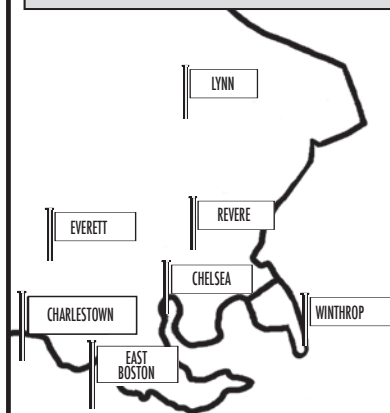 LYNN
REVERE
EVERETT
CHELSEA
CHARLESTOWN
WINTHROP
EAST
BOSTON